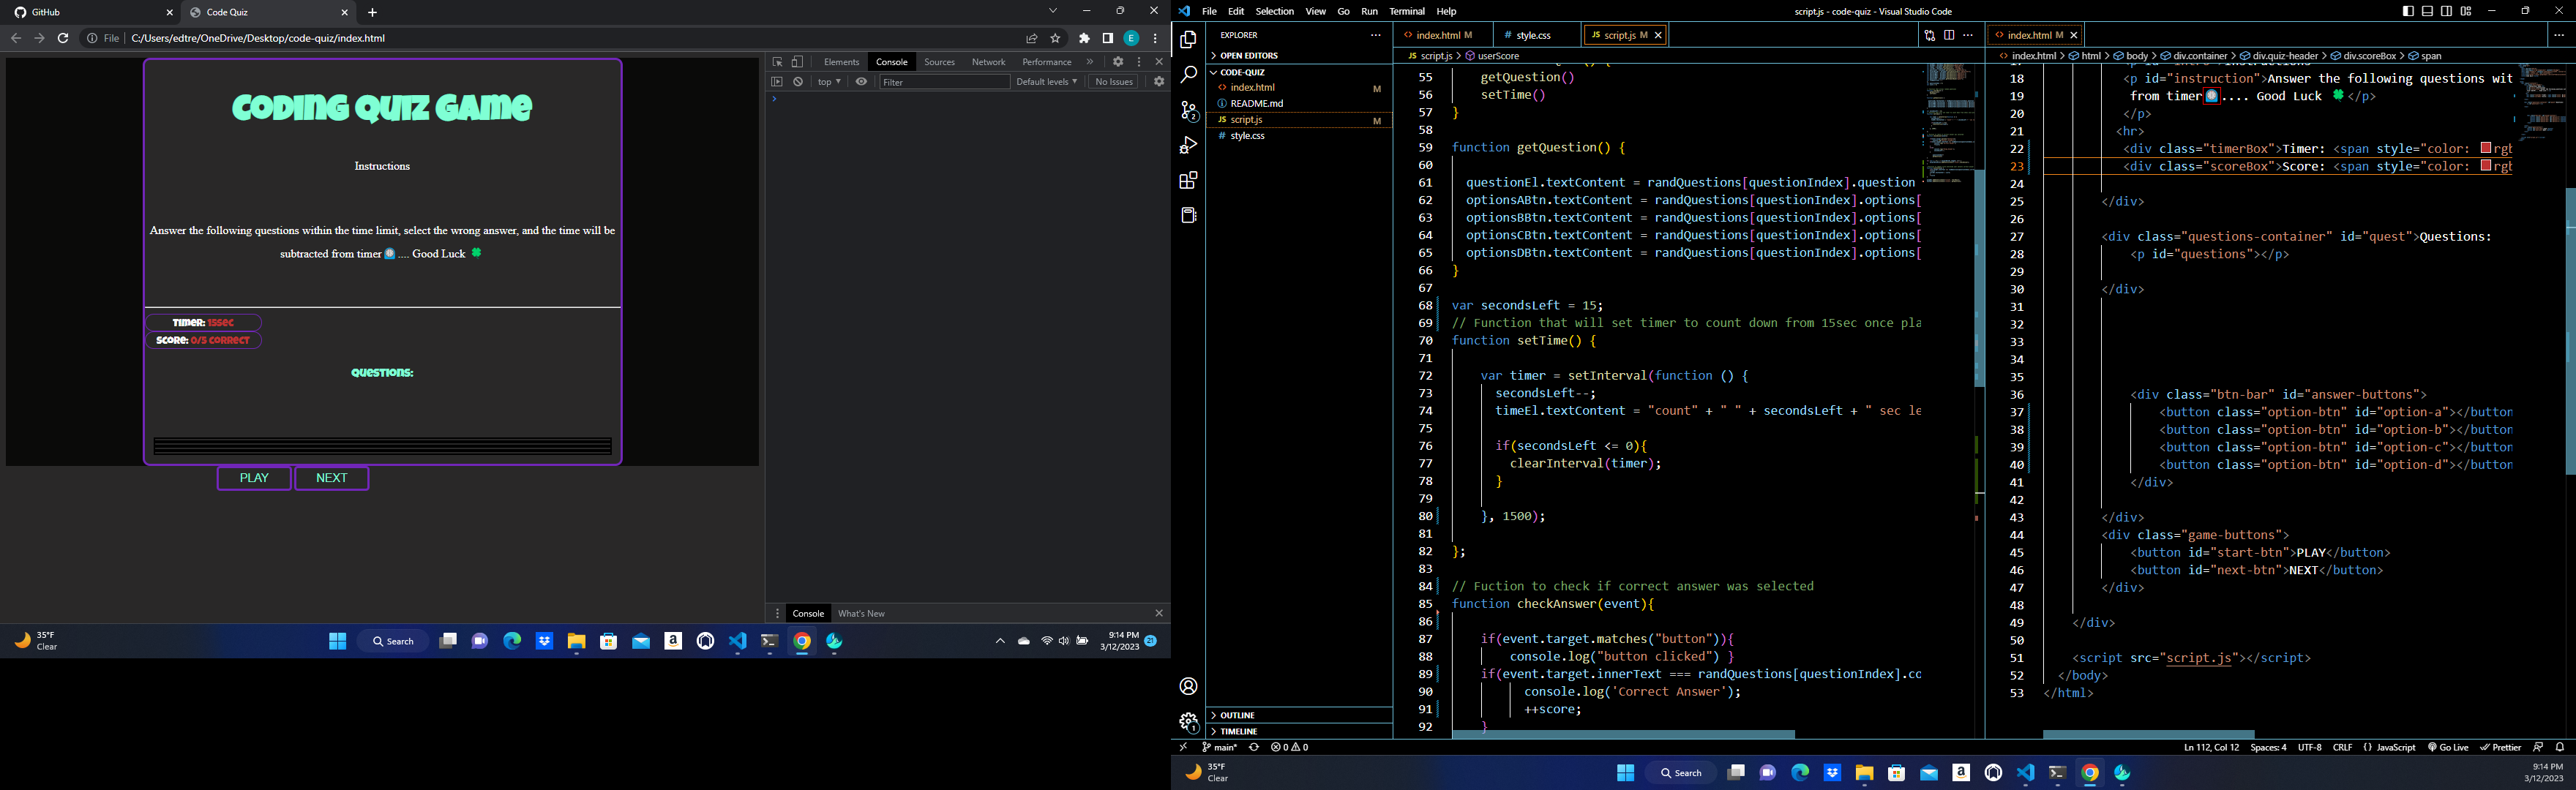 GitHub
Code Quiz
File C:/Users/edtre/OneDrive/Desktop/code-quiz/index.html
E
CODING QUIZ GAME
Instructions
Answer the following questions within the time limit, select the wrong answer, and the time will be
subtracted from timer .... Good Luck
Timer: 15sec
Score: 0/5 correct
Questions:
PLAY NEXT
Elements Console Sources Network Performance »
top Filter Default levels No Issues
Console What's New
35°F
Clear
Search
9:14 PM
3/12/2023
21
File Edit Selection View Go Run Terminal Help
script.js - code-quiz - Visual Studio Code
EXPLORER ...
OPEN EDITORS
CODE-QUIZ
index.html M
README.md
script.js M
style.css
OUTLINE
TIMELINE
2
1
index.html M style.css script.js M
script.js > userScore
55 getQuestion()
56 setTime()
57 }
58
59 function getQuestion() {
60
61 questionEl.textContent = randQuestions[questionIndex].question
62 optionsABtn.textContent = randQuestions[questionIndex].options[
63 optionsBBtn.textContent = randQuestions[questionIndex].options[
64 optionsCBtn.textContent = randQuestions[questionIndex].options[
65 optionsDBtn.textContent = randQuestions[questionIndex].options[
66 }
67
68 var secondsLeft = 15;
69 // Function that will set timer to count down from 15sec once pla
70 function setTime() {
71
72 var timer = setInterval(function () {
73 secondsLeft--;
74 timeEl.textContent = "count" + " " + secondsLeft + " sec le
75
76 if(secondsLeft <= 0){
77 clearInterval(timer);
78 }
79
80 }, 1500);
81
82 };
83
84 // Fuction to check if correct answer was selected
85 function checkAnswer(event){
86
87 if(event.target.matches("button")){
88 console.log("button clicked") }
89 if(event.target.innerText === randQuestions[questionIndex].co
90 console.log('Correct Answer');
91 ++score;
92 }
index.html M
index.html > html > body > div.container > div.quiz-header > div.scoreBox > span
18 <p id="instruction">Answer the following questions wit
19 from timer.... Good Luck </p>
20 </p>
21 <hr>
22 <div class="timerBox">Timer: <span style="color: rgb
23 <div class="scoreBox">Score: <span style="color: rgb
24
25 </div>
26
27 <div class="questions-container" id="quest">Questions:
28 <p id="questions"></p>
29
30 </div>
31
32
33
34
35
36 <div class="btn-bar" id="answer-buttons">
37 <button class="option-btn" id="option-a"></button
38 <button class="option-btn" id="option-b"></button
39 <button class="option-btn" id="option-c"></button
40 <button class="option-btn" id="option-d"></button
41 </div>
42
43 </div>
44 <div class="game-buttons">
45 <button id="start-btn">PLAY</button>
46 <button id="next-btn">NEXT</button>
47 </div>
48
49 </div>
50
51 <script src="script.js"></script>
52 </body>
53 </html>
main* 0 0
Ln 112, Col 12 Spaces: 4 UTF-8 CRLF {} JavaScript Go Live Prettier
35°F
Clear
Search
9:14 PM
3/12/2023